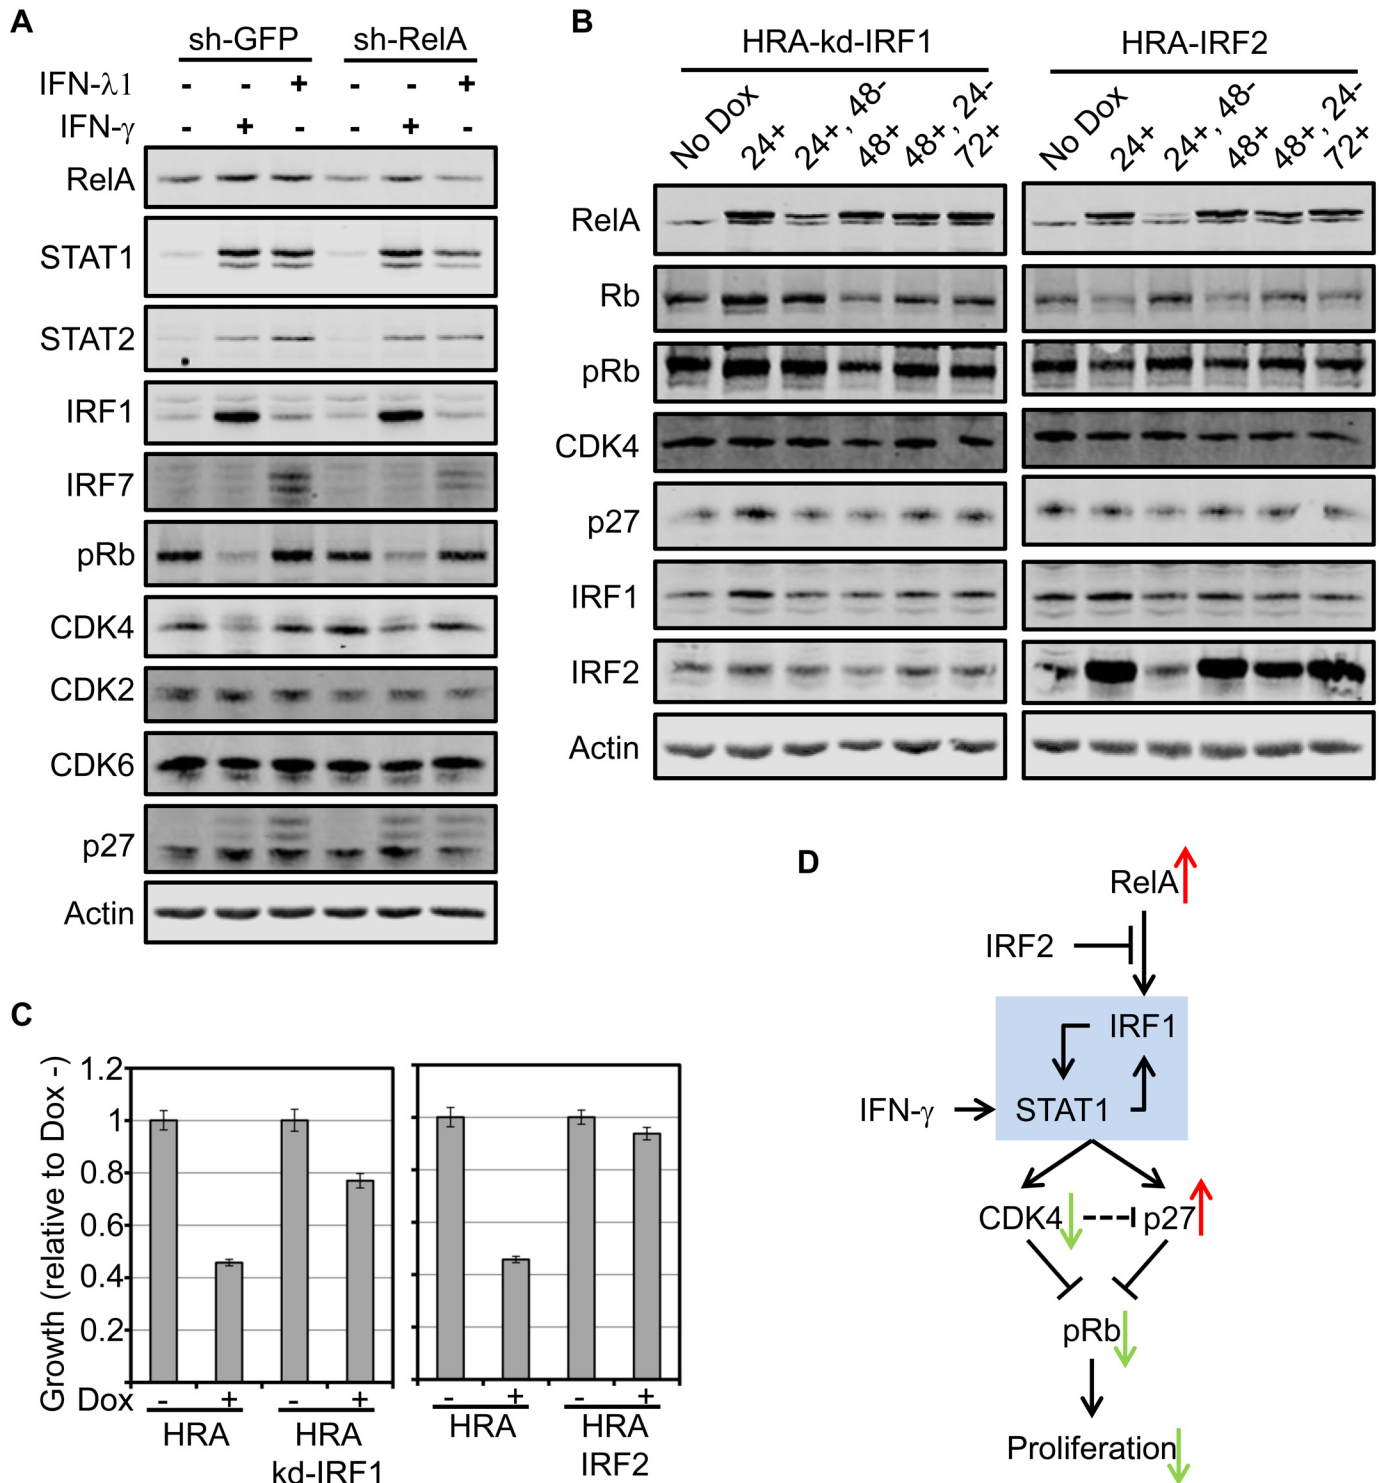 A
sh-GFP sh-RelA
IFN-λ1 - - + - - +
IFN-γ - + - - + -
RelA
STAT1
STAT2
IRF1
IRF7
pRb
CDK4
CDK2
CDK6
p27
Actin
B
HRA-kd-IRF1 HRA-IRF2
No Dox 24+ 24+, 48- 48+ 48+, 24- 72+ No Dox 24+ 24+, 48- 48+ 48+, 24- 72+
RelA
Rb
pRb
CDK4
p27
IRF1
IRF2
Actin
C
Growth (relative to Dox -)
1.2
1
0.8
0.6
0.4
0.2
Dox - + - + - + - +
HRA HRA HRA HRA
kd-IRF1 IRF2
D
RelA
IRF2
IRF1
IFN-γ STAT1
CDK4 p27
pRb
Proliferation